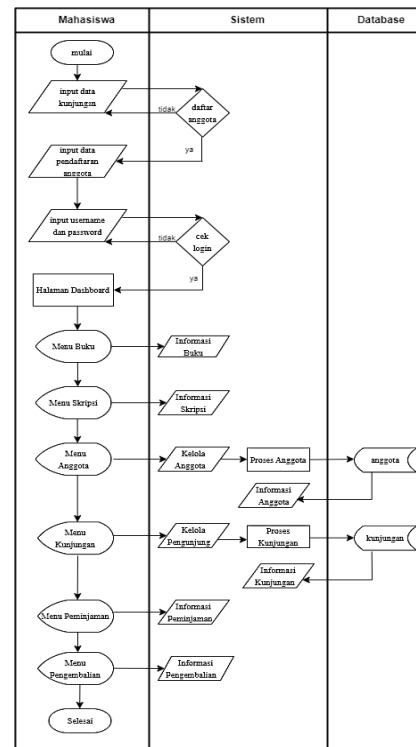 Mahasiswa
Sistem
Database
mulai
input data
kunjungin
daftar
anggota
tidak
ya
input data
pendaftaran
anggota
input username
dan password
cek
login
tidak
ya
Halaman Dashboard
Menu Buku
Informasi
Buku
Menu Skripsi
Informasi
Skripsi
Menu
Anggota
Kelola
Anggota
Proses Anggota
anggota
Informasi
Anggota
Menu
Kunjungan
Kelola
Pengunjung
Proses
Kunjungan
kunjungan
Informasi
Kunjungan
Menu Peminjaman
Informasi
Peminjaman
Menu
Pengembalian
Informasi
Pengembalian
Selesai